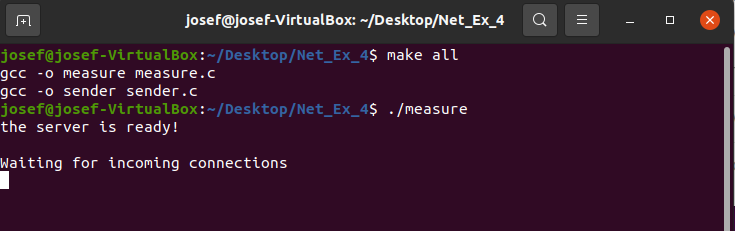 josef@josef-VirtualBox: ~/Desktop/Net_Ex_4
josef@josef-VirtualBox:~/Desktop/Net_Ex_4$ make all
gcc -o measure measure.c
gcc -o sender sender.c
josef@josef-VirtualBox:~/Desktop/Net_Ex_4$ ./measure
the server is ready!
Waiting for incoming connections